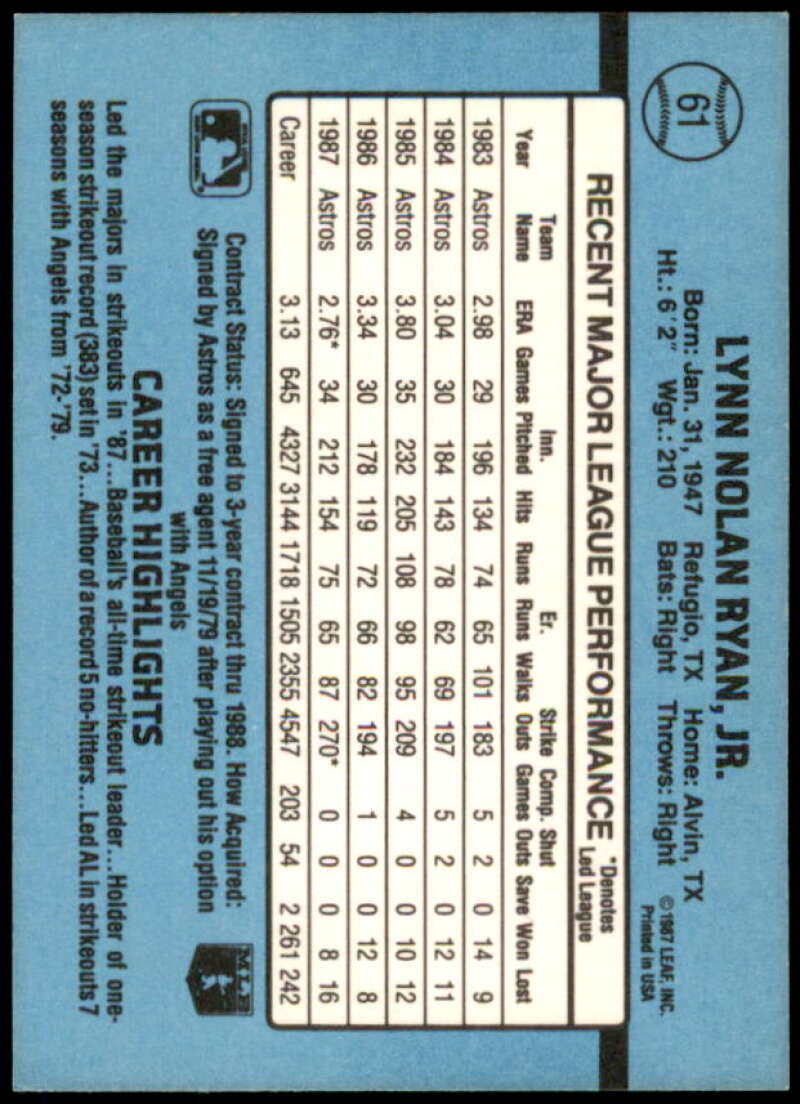 61
LYNN NOLAN RYAN, JR.
Born: Jan. 31, 1947 Refugio, TX Home: Alvin, TX
Ht.: 6'2" Wgt.: 210 Bats: Right Throws: Right
©1987 LEAF, INC.
Printed in USA
RECENT MAJOR LEAGUE PERFORMANCE
*Denotes
Led League
Team Inn. Er. Strike Comp. Shut
Year Name ERA Games Pitched Hits Runs Runs Walks Outs Games Outs Save Won Lost
1983 Astros 2.98 29 196 134 74 65 101 183 5 2 0 14 9
1984 Astros 3.04 30 184 143 78 62 69 197 5 2 0 12 11
1985 Astros 3.80 35 232 205 108 98 95 209 4 0 0 10 12
1986 Astros 3.34 30 178 119 72 66 82 194 1 0 0 12 8
1987 Astros 2.76* 34 212 154 75 65 87 270* 0 0 0 8 16
Career 3.13 645 4327 3144 1718 1505 2355 4547 203 54 2 261 242
Contract Status: Signed to 3-year contract thru 1988. How Acquired:
Signed by Astros as a free agent 11/19/79 after playing out his option
with Angels
CAREER HIGHLIGHTS
Led the majors in strikeouts in '87...Baseball's all-time strikeout leader...Holder of one-
season strikeout record (383) set in '73...Author of a record 5 no-hitters...Led AL in strikeouts 7
seasons with Angels from '72-'79.